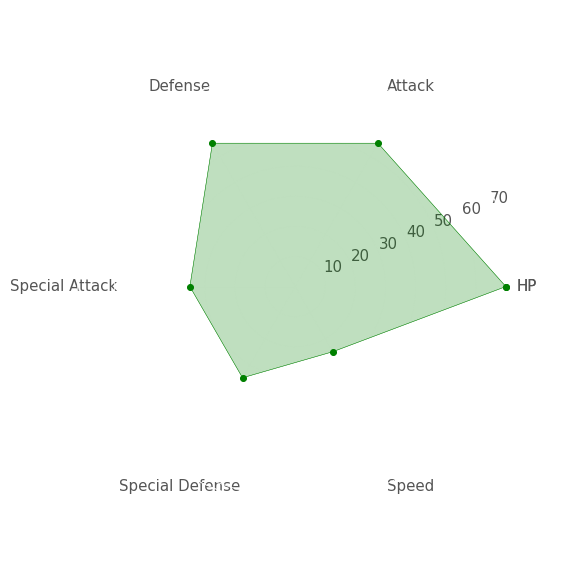 Defense
Attack
70
60
50
40
30
20
10
Special Attack
HP
Special Defense
Speed